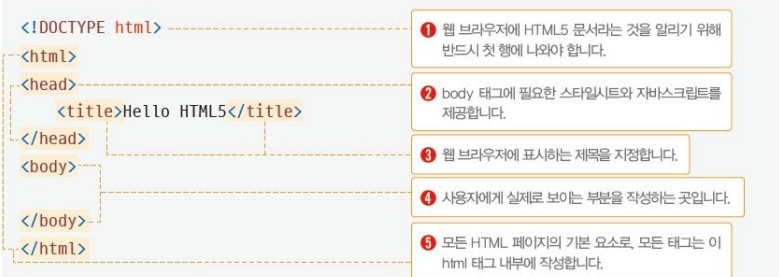 <!DOCTYPE html>
<html>
<head>
<title>Hello HTML5</title>
</head>
<body>
</body>
</html>
❶ 웹 브라우저에 HTML5 문서라는 것을 알리기 위해
반드시 첫 행에 나와야 합니다.
❷ body 태그에 필요한 스타일시트와 자바스크립트를
제공합니다.
❸ 웹 브라우저에 표시하는 제목을 지정합니다.
❹ 사용자에게 실제로 보이는 부분을 작성하는 곳입니다.
❺ 모든 HTML 페이지의 기본 요소로, 모든 태그는 이
html 태그 내부에 작성합니다.